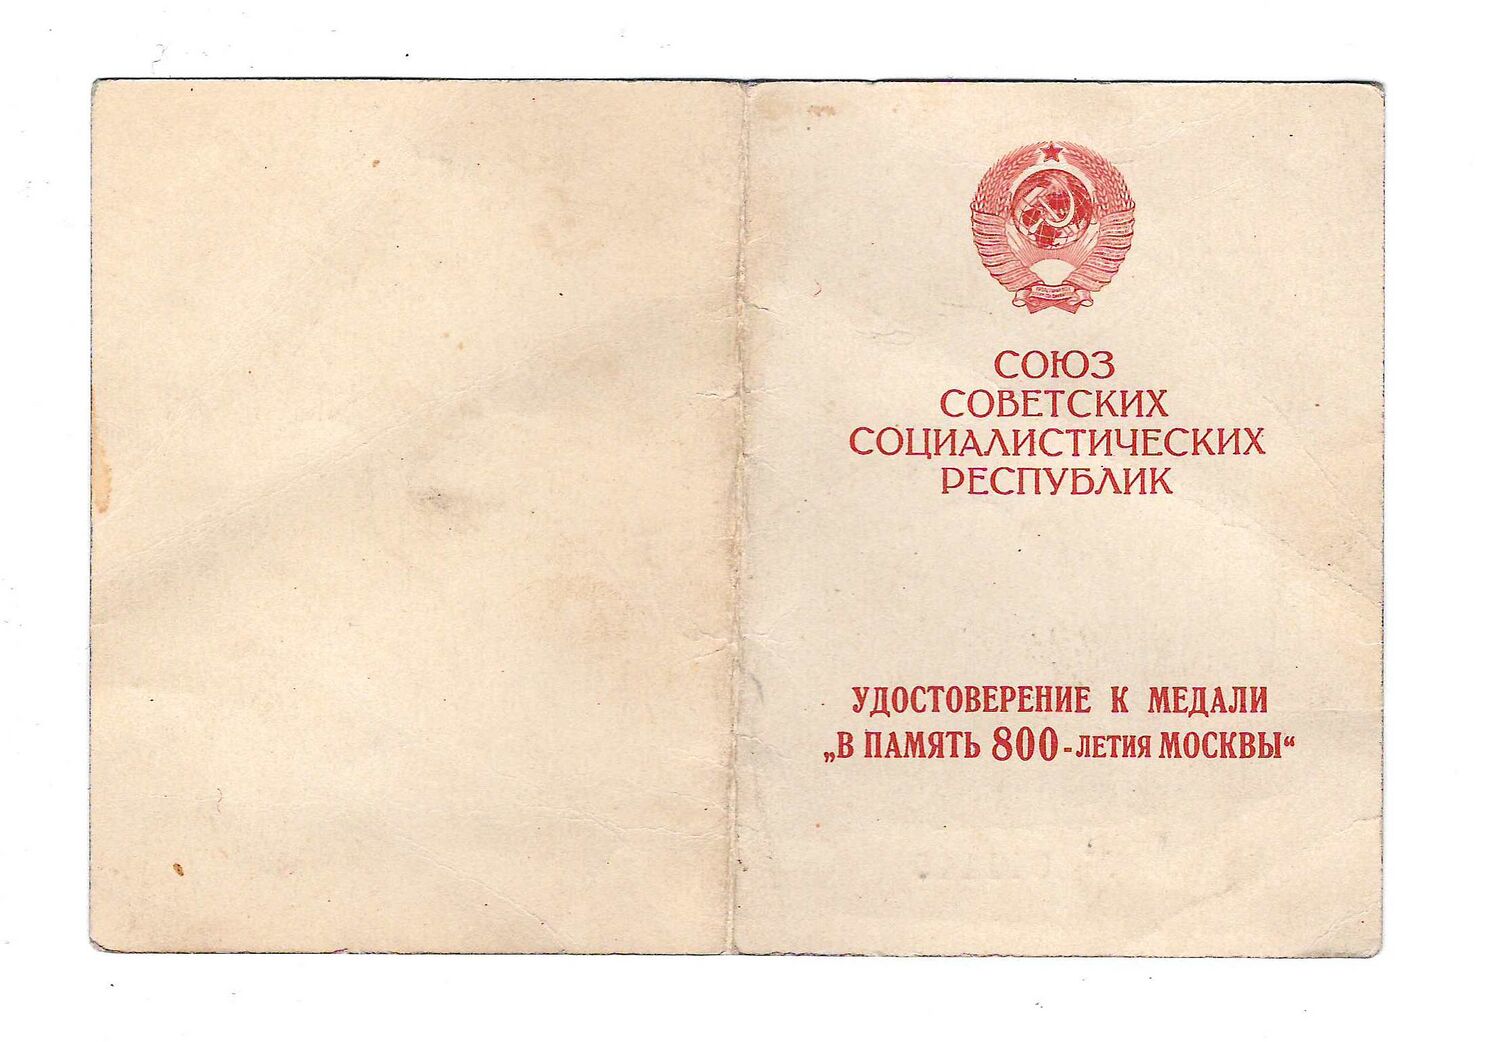 СОЮЗ
СОВЕТСКИХ
СОЦИАЛИСТИЧЕСКИХ
РЕСПУБЛИК
УДОСТОВЕРЕНИЕ К МЕДАЛИ
„В ПАМЯТЬ 800-ЛЕТИЯ МОСКВЫ“